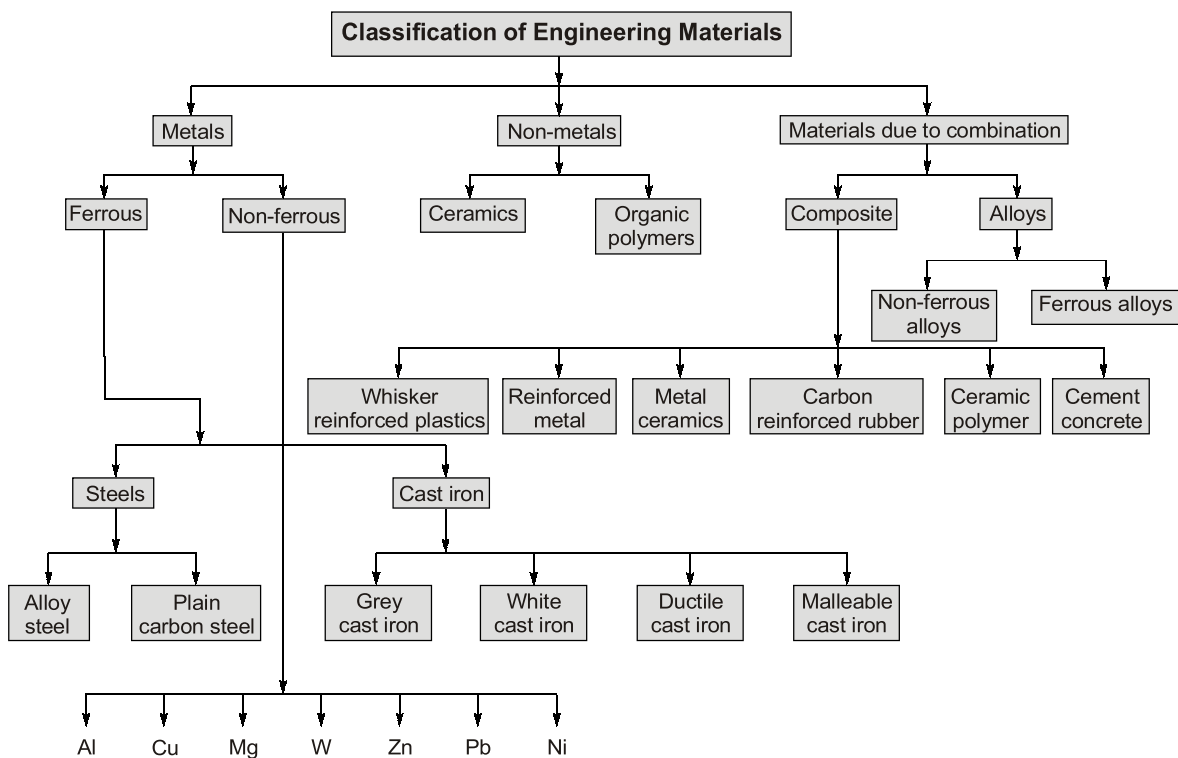 Classification of Engineering Materials
Metals
Non-metals
Materials due to combination
Ferrous
Non-ferrous
Ceramics
Organic
polymers
Composite
Alloys
Non-ferrous
alloys
Ferrous alloys
Whisker
reinforced plastics
Reinforced
metal
Metal
ceramics
Carbon
reinforced rubber
Ceramic
polymer
Cement
concrete
Steels
Cast iron
Alloy
steel
Plain
carbon steel
Grey
cast iron
White
cast iron
Ductile
cast iron
Malleable
cast iron
Al
Cu
Mg
W
Zn
Pb
Ni